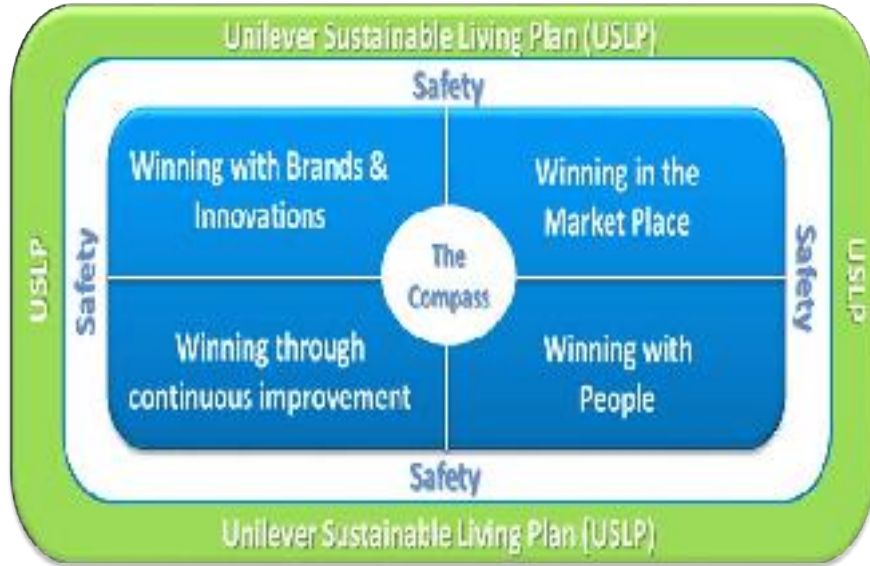 Unilever Sustainable Living Plan (USLP)
Safety
Winning with Brands &
Innovations
Winning in the
Market Place
USLP
Safety
The
Compass
Safety
USLP
Winning through
continuous improvement
Winning with
People
Safety
Unilever Sustainable Living Plan (USLP)